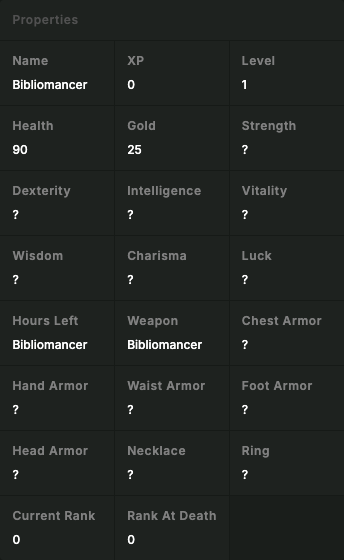 Properties
Name XP Level
Bibliomancer 0 1
Health Gold Strength
90 25 ?
Dexterity Intelligence Vitality
? ? ?
Wisdom Charisma Luck
? ? ?
Hours Left Weapon Chest Armor
Bibliomancer Bibliomancer ?
Hand Armor Waist Armor Foot Armor
? ? ?
Head Armor Necklace Ring
? ? ?
Current Rank Rank At Death
0 0